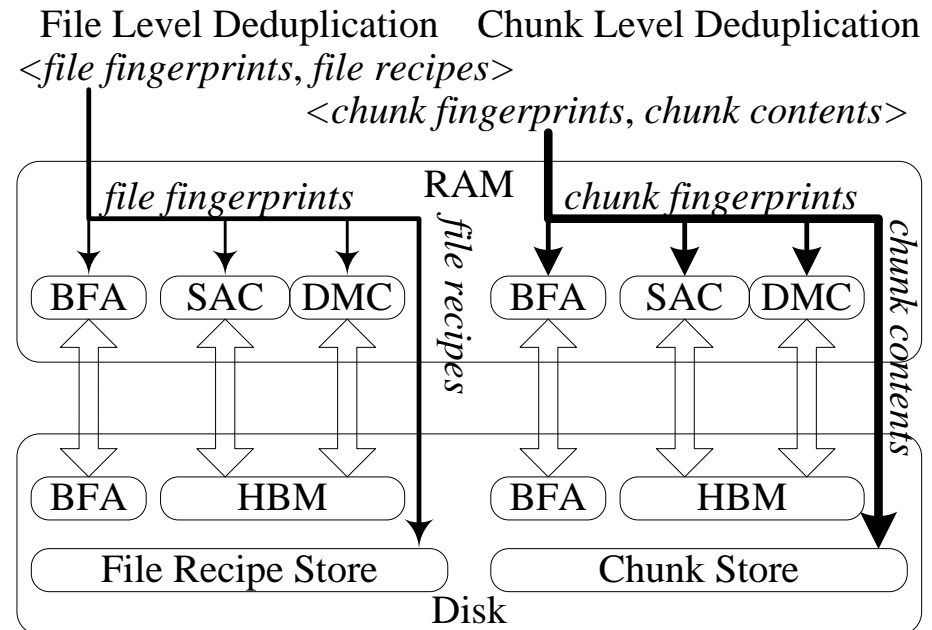 File Level Deduplication
Chunk Level Deduplication
<file fingerprints, file recipes>
<chunk fingerprints, chunk contents>
RAM
file fingerprints
chunk fingerprints
file recipes
chunk contents
BFA
SAC
DMC
BFA
SAC
DMC
BFA
HBM
BFA
HBM
File Recipe Store
Chunk Store
Disk